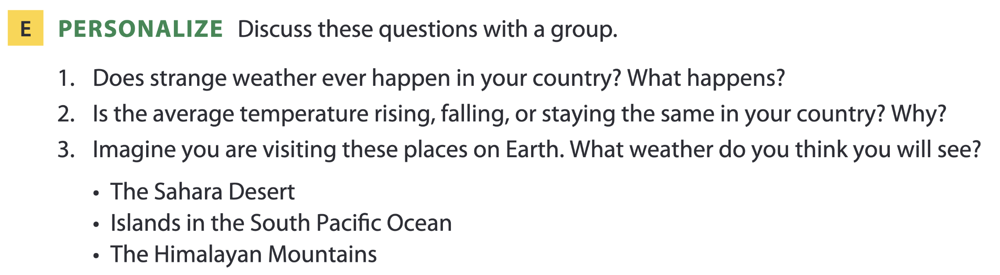 E PERSONALIZE Discuss these questions with a group.
1. Does strange weather ever happen in your country? What happens?
2. Is the average temperature rising, falling, or staying the same in your country? Why?
3. Imagine you are visiting these places on Earth. What weather do you think you will see?
• The Sahara Desert
• Islands in the South Pacific Ocean
• The Himalayan Mountains